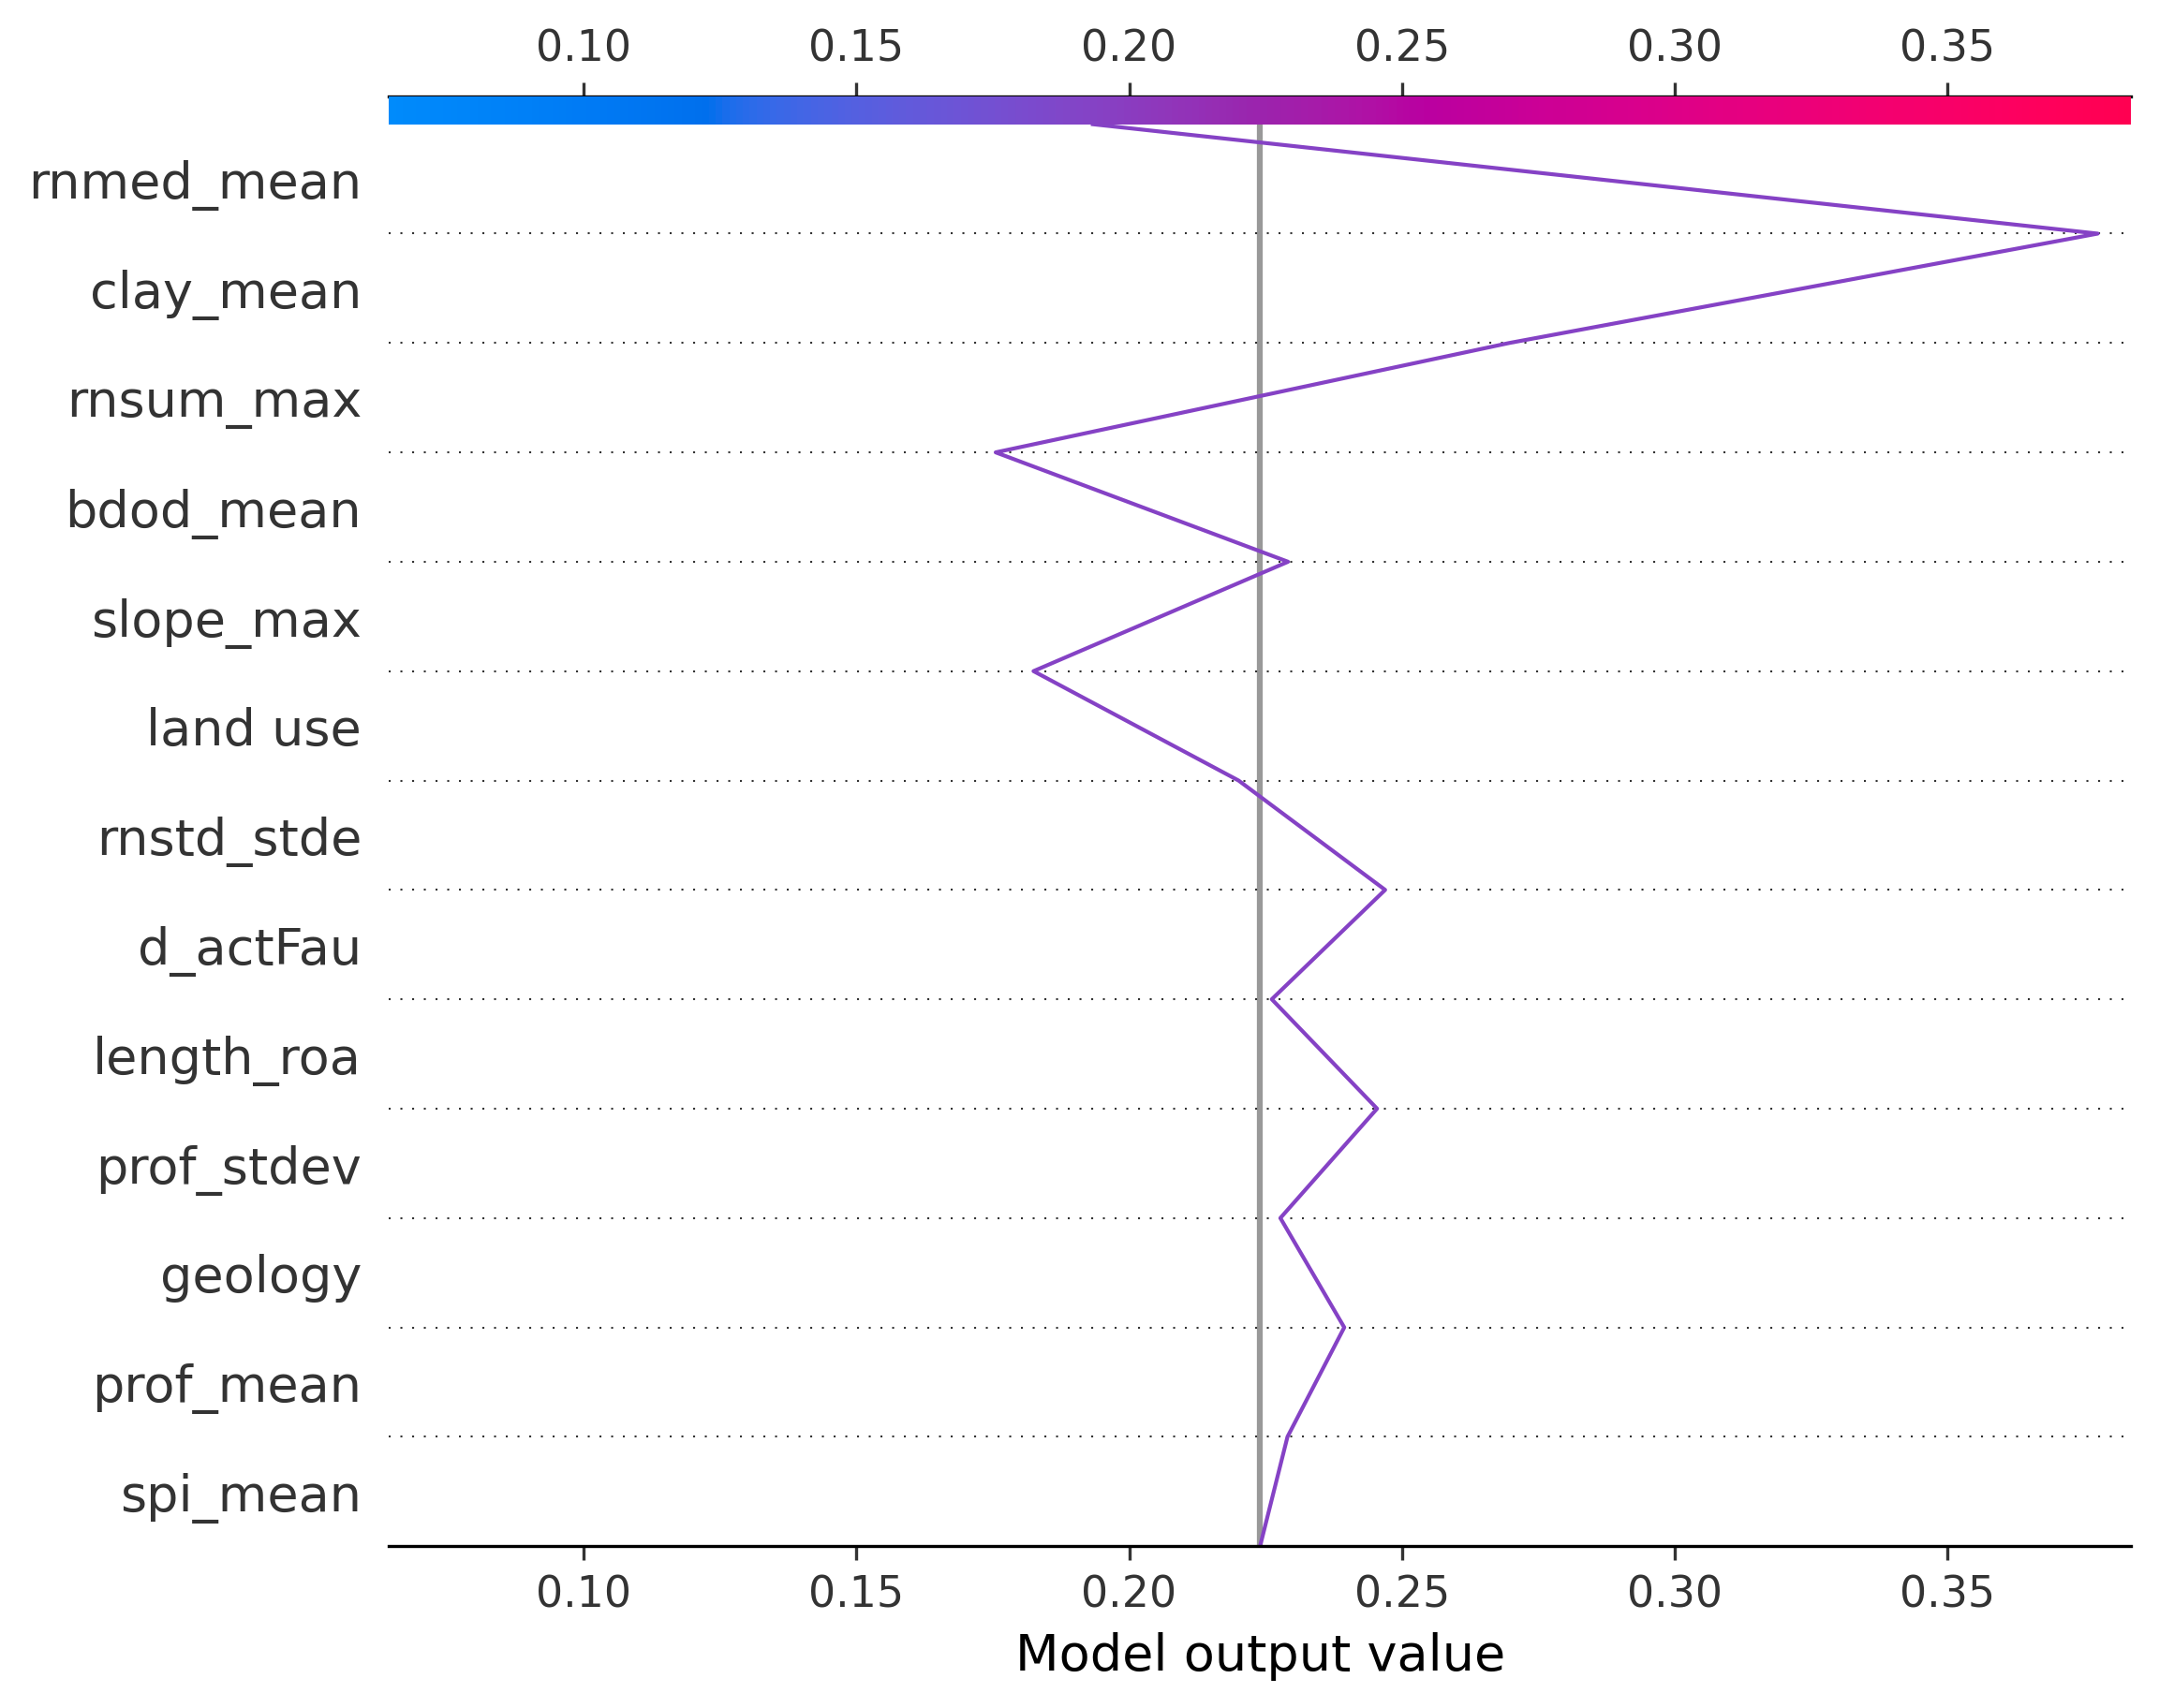 0.10 0.15 0.20 0.25 0.30 0.35
rnmed_mean
clay_mean
rnsum_max
bdod_mean
slope_max
land use
rnstd_stde
d_actFau
length_roa
prof_stdev
geology
prof_mean
spi_mean
0.10 0.15 0.20 0.25 0.30 0.35
Model output value